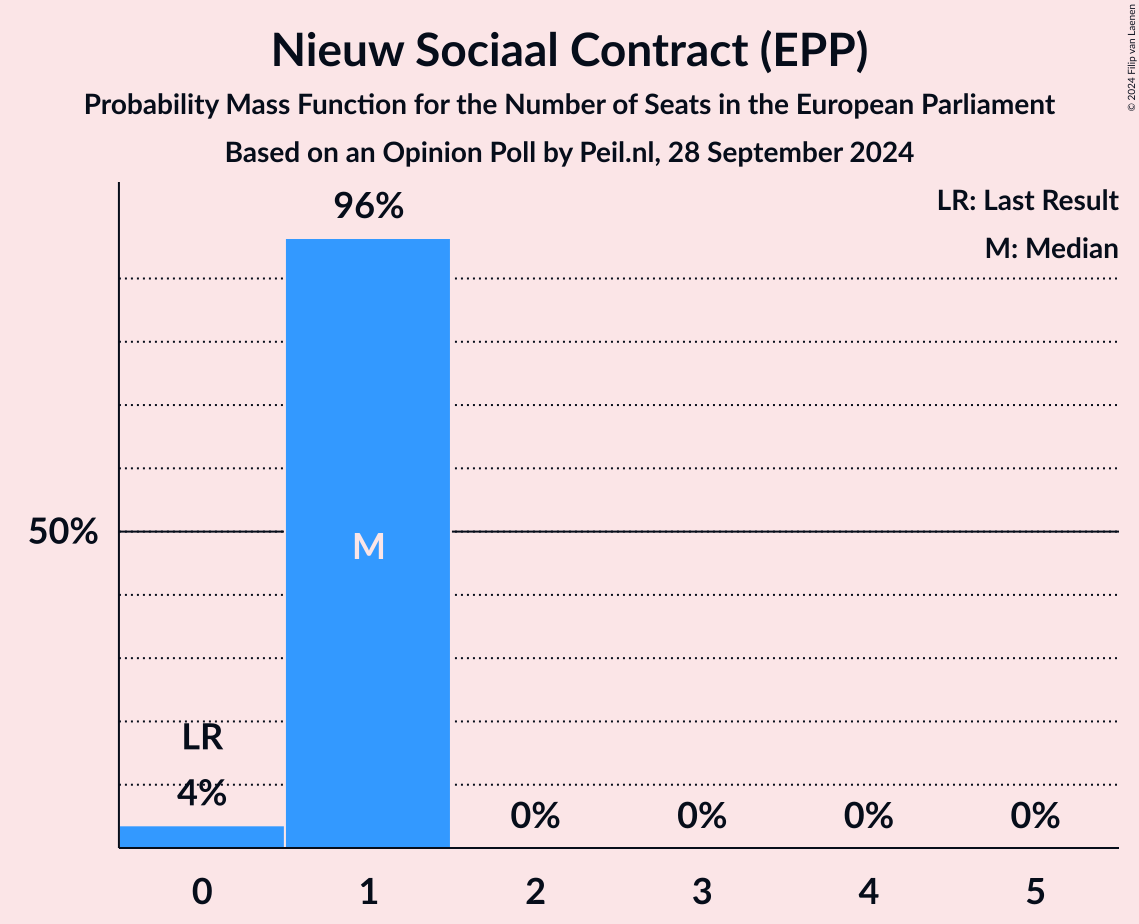 Nieuw Sociaal Contract (EPP)
Probability Mass Function for the Number of Seats in the European Parliament
Based on an Opinion Poll by Peil.nl, 28 September 2024
© 2024 Filip van Laenen
LR: Last Result
M: Median
96%
50%
M
LR
4%
0% 0% 0% 0%
0 1 2 3 4 5